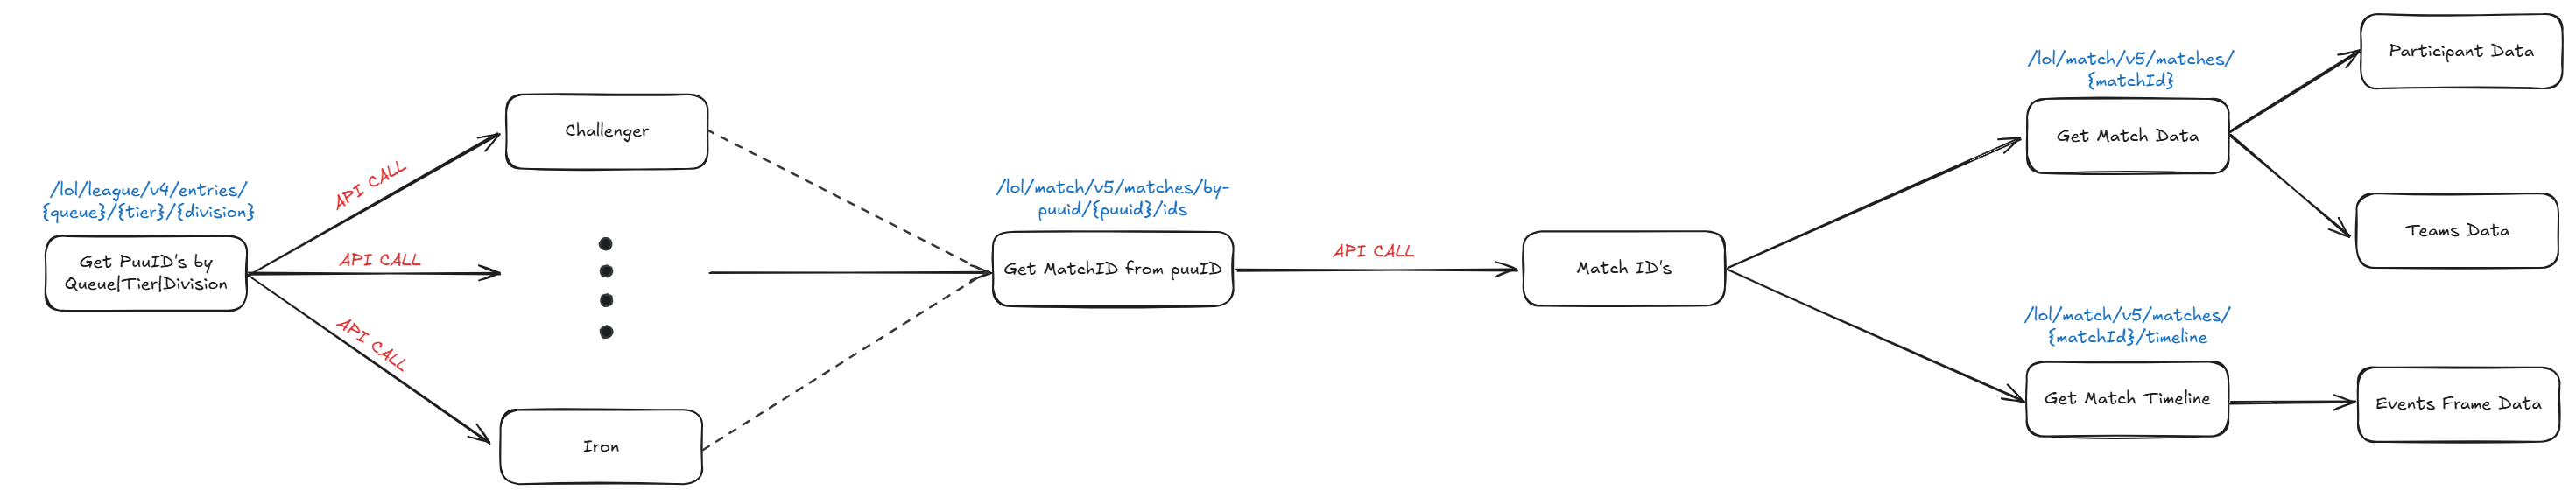 /lol/league/v4/entries/
{queue}/{tier}/{division}
Get PuuID's by
Queue|Tier|Division
API CALL
API CALL
API CALL
Challenger
Iron
/lol/match/v5/matches/by-
puuid/{puuid}/ids
Get MatchID from puuID
API CALL
Match ID's
/lol/match/v5/matches/
{matchId}
Get Match Data
Participant Data
Teams Data
/lol/match/v5/matches/
{matchId}/timeline
Get Match Timeline
Events Frame Data